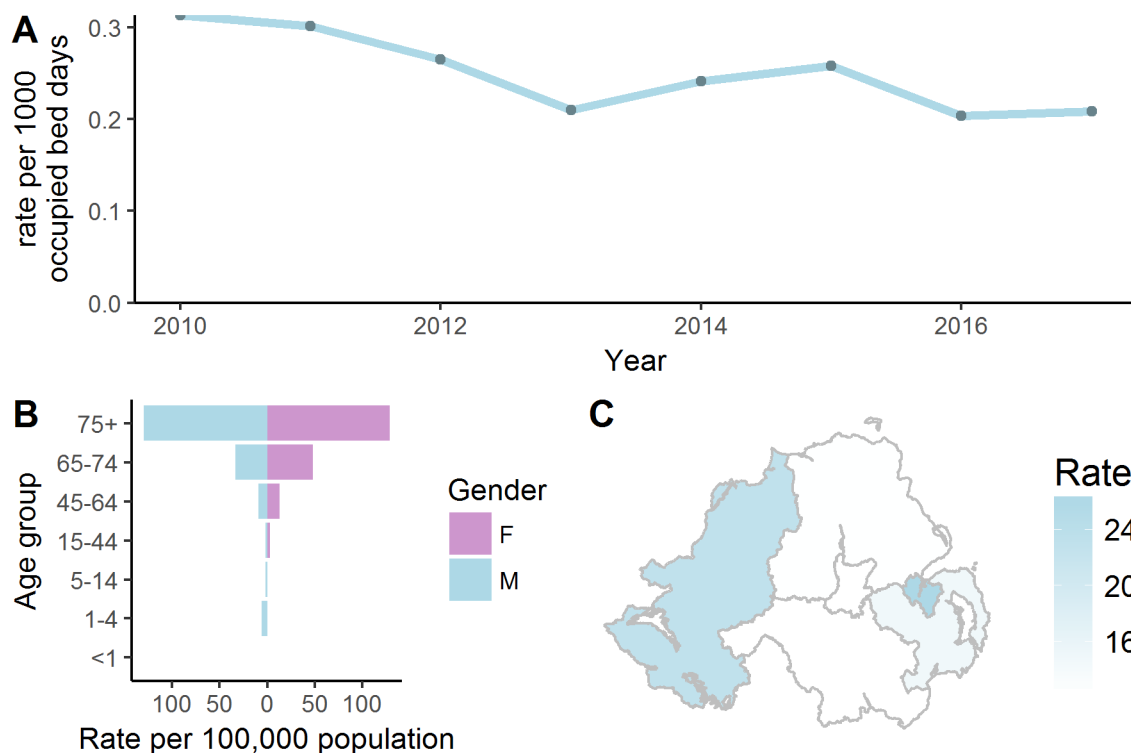 A
rate per 1000
occupied bed days
0.3
0.2
0.1
0.0
2010
2012
2014
2016
Year
B
Age group
75+
65-74
45-64
15-44
5-14
1-4
<1
100
50
0
50
100
Rate per 100,000 population
Gender
F
M
C
Rate
24
20
16